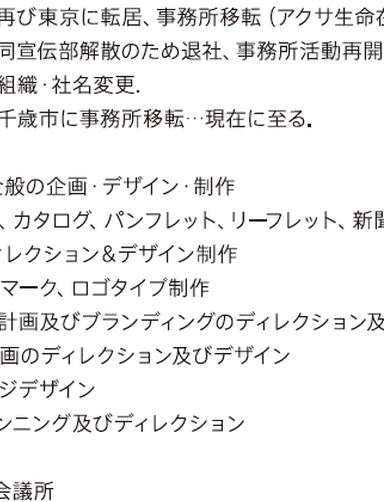 再び東京に転居、事務所移転（アクサ生命
同宣伝部解散のため退社、事務所活動再開
組織・社名変更.
千歳市に事務所移転…現在に至る.
全般の企画・デザイン・制作
、カタログ、パンフレット、リーフレット、新聞
ィレクション＆デザイン制作
マーク、ロゴタイプ制作
計画及びブランディングのディレクション及
画のディレクション及びデザイン
ジデザイン
ンニング及びディレクション
会議所